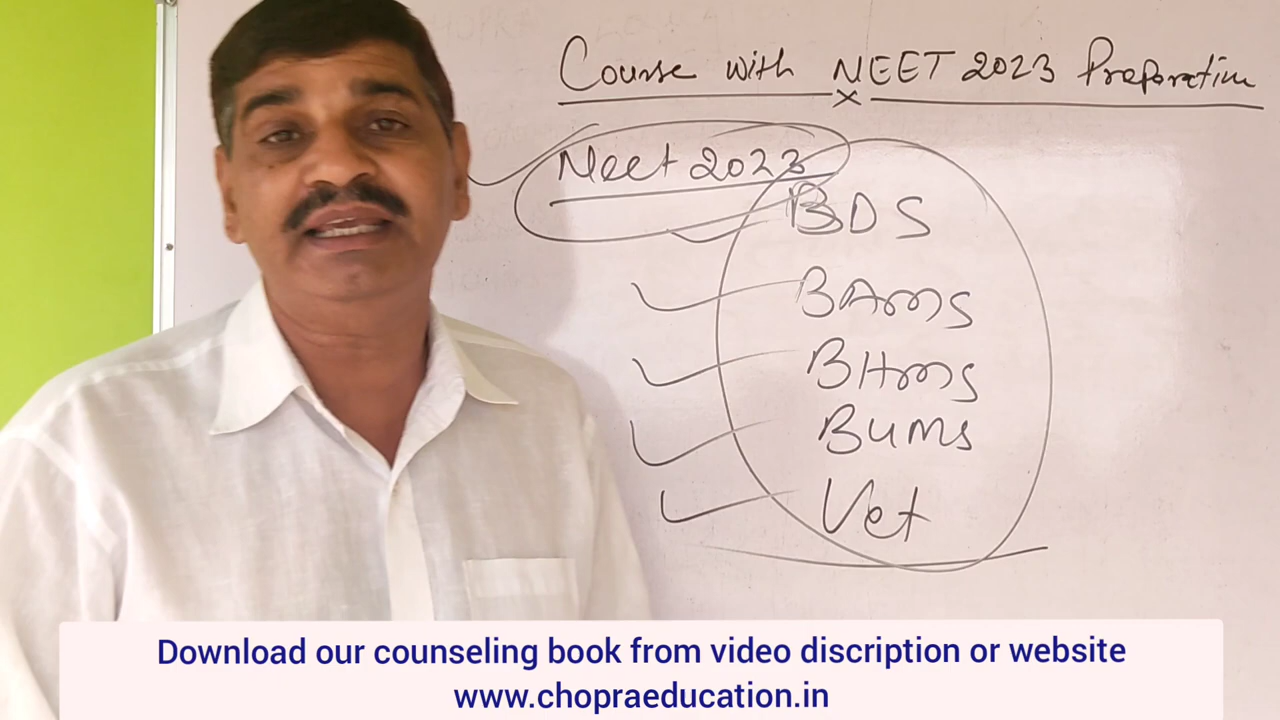 Course with NEET 2023 Preparation
Neet 2023
BDS
BAMS
BHMS
BUMS
Vet
Download our counseling book from video discription or website
www.chopraeducation.in